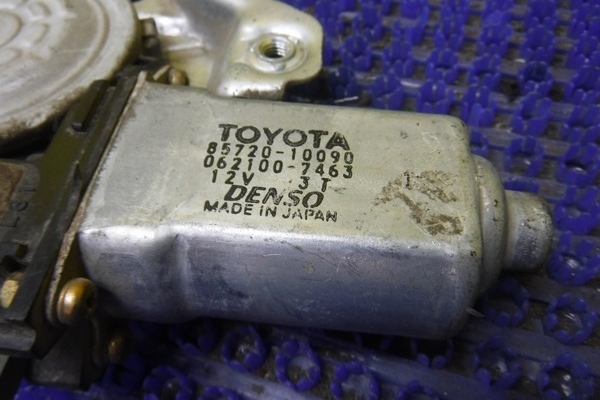 TOYOTA
85720-10090
062100-7463
12V 3T
DENSO
MADE IN JAPAN